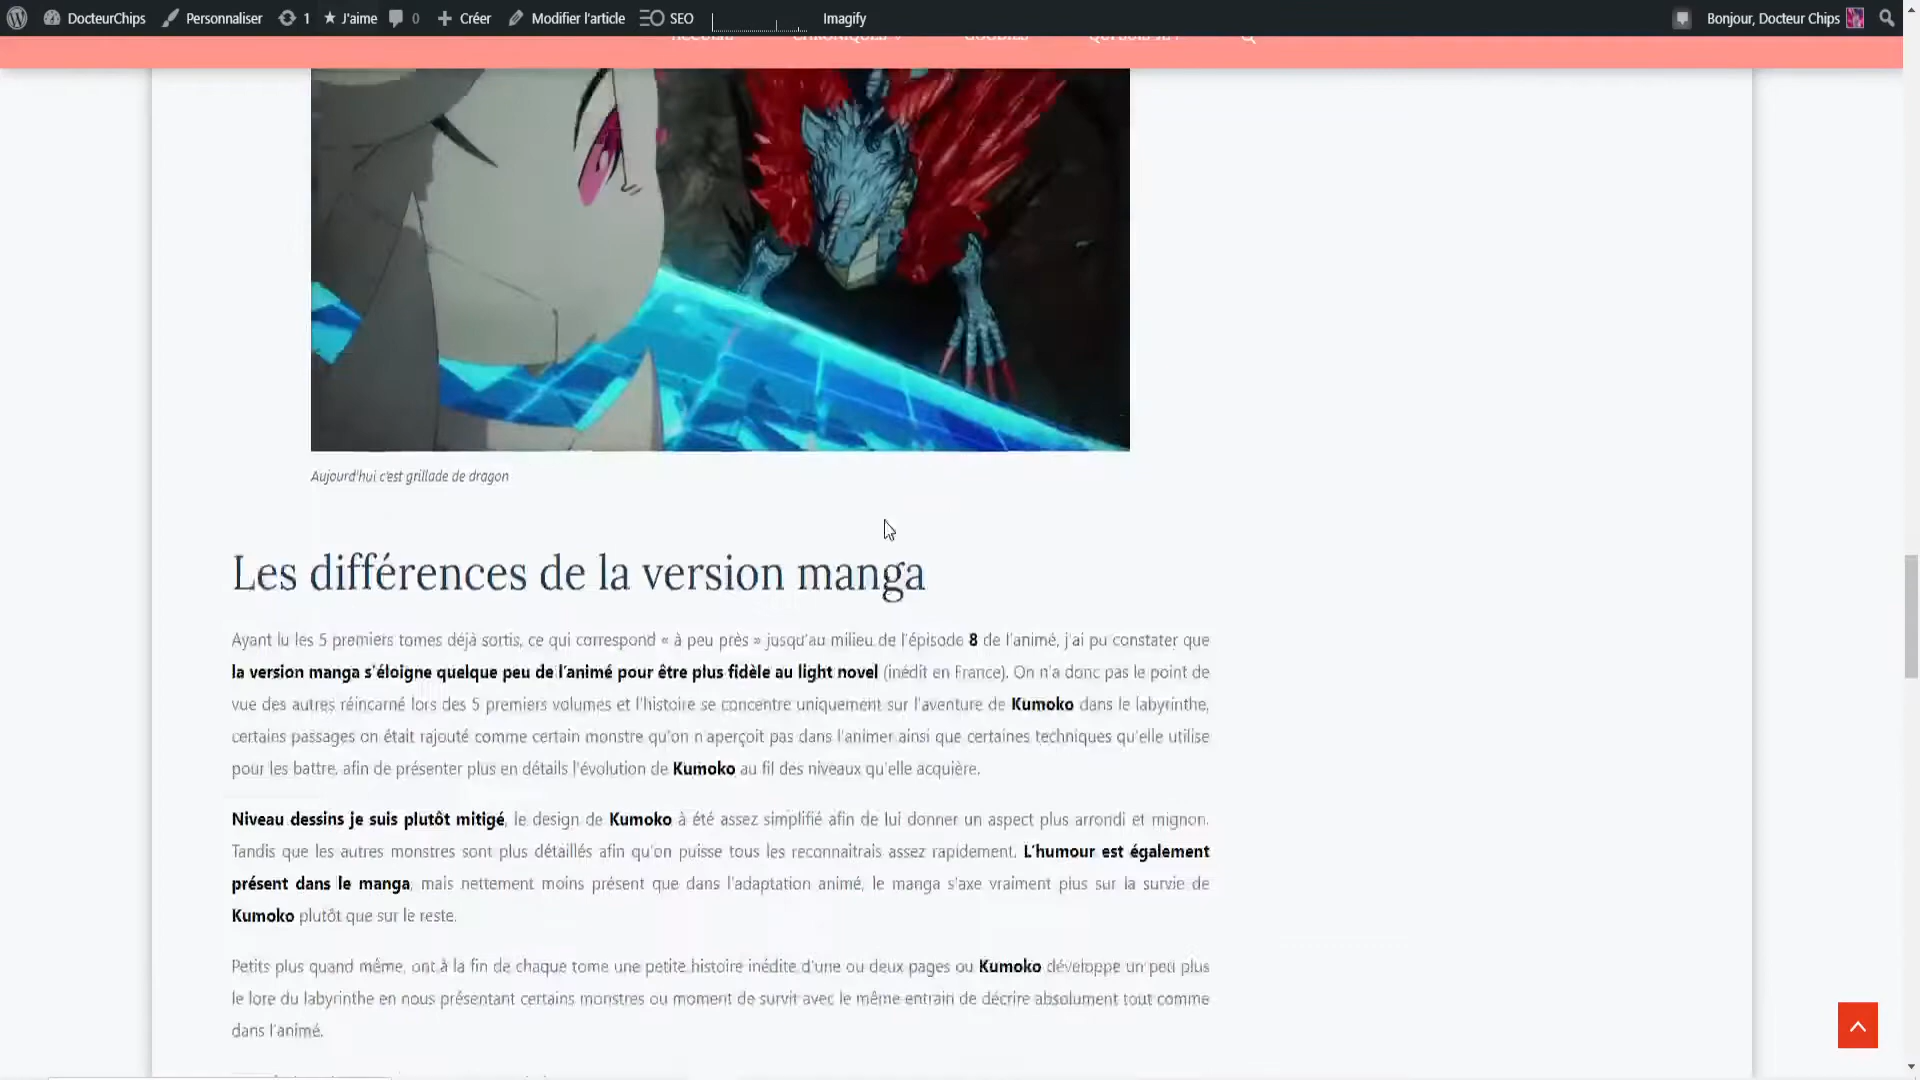 DocteurChips Personnaliser 1 J'aime 0 Créer Modifier l'article SEO Imagify Bonjour, Docteur Chips
ACCUEIL CHRONIQUES GOODIES QUI SUIS-JE ?
Aujourd'hui c'est grillade de dragon
Les différences de la version manga
Ayant lu les 5 premiers tomes déjà sortis, ce qui correspond « à peu près » jusqu'au milieu de l'épisode 8 de l'animé, j'ai pu constater que
la version manga s'éloigne quelque peu de l'animé pour être plus fidèle au light novel (inédit en France). On n'a donc pas le point de
vue des autres réincarné lors des 5 premiers volumes et l'histoire se concentre uniquement sur l'aventure de Kumoko dans le labyrinthe,
certains passages on était rajouté comme certain monstre qu'on n'aperçoit pas dans l'animer ainsi que certaines techniques qu'elle utilise
pour les battre, afin de présenter plus en détails l'évolution de Kumoko au fil des niveaux qu'elle acquière.
Niveau dessins je suis plutôt mitigé, le design de Kumoko à été assez simplifié afin de lui donner un aspect plus arrondi et mignon.
Tandis que les autres monstres sont plus détaillés afin qu'on puisse tous les reconnaitrais assez rapidement. L'humour est également
présent dans le manga, mais nettement moins présent que dans l'adaptation animé, le manga s'axe vraiment plus sur la survie de
Kumoko plutôt que sur le reste.
Petits plus quand même, ont à la fin de chaque tome une petite histoire inédite d'une ou deux pages ou Kumoko développe un peu plus
le lore du labyrinthe en nous présentant certains monstres ou moment de survit avec le même entrain de décrire absolument tout comme
dans l'animé.